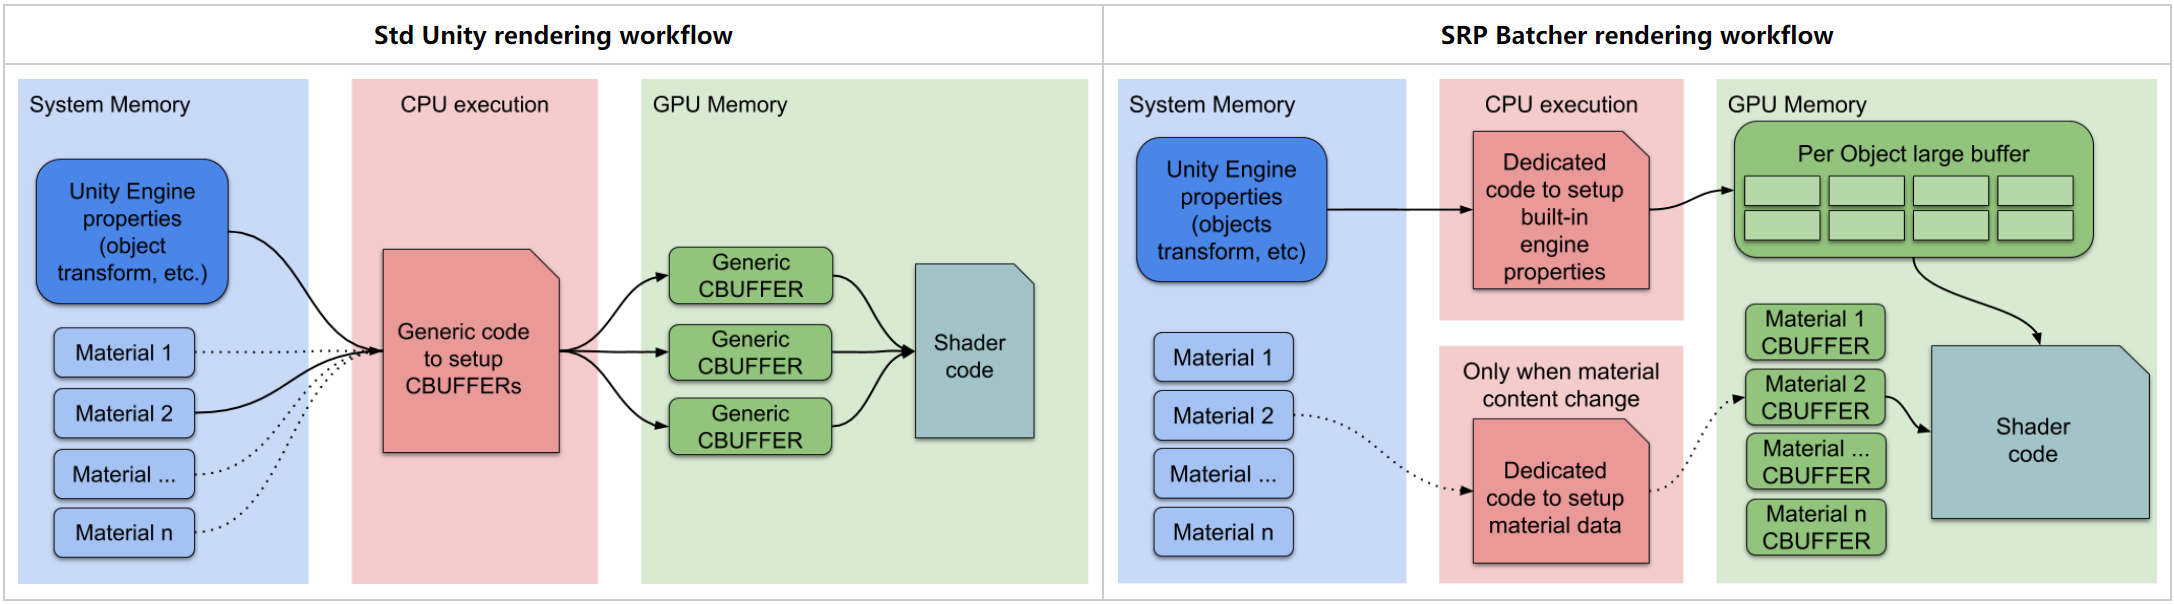 Std Unity rendering workflow
System Memory
CPU execution
GPU Memory
Unity Engine
properties
(object
transform, etc.)
Material 1
Material 2
Material ...
Material n
Generic code
to setup
CBUFFERs
Generic
CBUFFER
Generic
CBUFFER
Generic
CBUFFER
Shader
code
SRP Batcher rendering workflow
System Memory
CPU execution
GPU Memory
Unity Engine
properties
(objects
transform, etc)
Dedicated
code to setup
built-in
engine
properties
Per Object large buffer
Material 1
Material 2
Material ...
Material n
Only when material
content change
Dedicated
code to setup
material data
Material 1
CBUFFER
Material 2
CBUFFER
Material ...
CBUFFER
Material n
CBUFFER
Shader
code